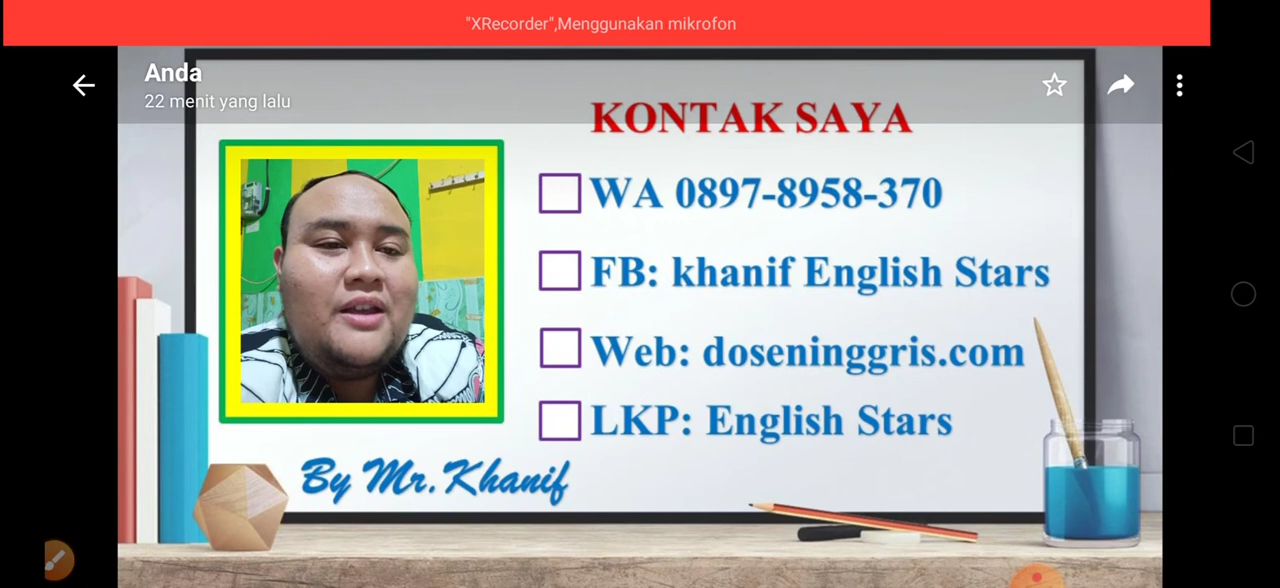 "XRecorder",Menggunakan mikrofon
Anda
22 menit yang lalu
KONTAK SAYA
WA 0897-8958-370
FB: khanif English Stars
Web: doseninggris.com
LKP: English Stars
By Mr.Khanif